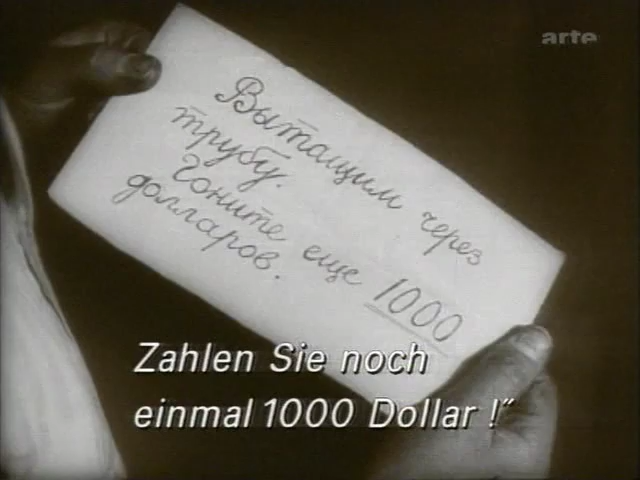 arte
Вытащим через
трубу.
Гоните еще 1000
долларов.
Zahlen Sie noch
einmal 1000 Dollar !"